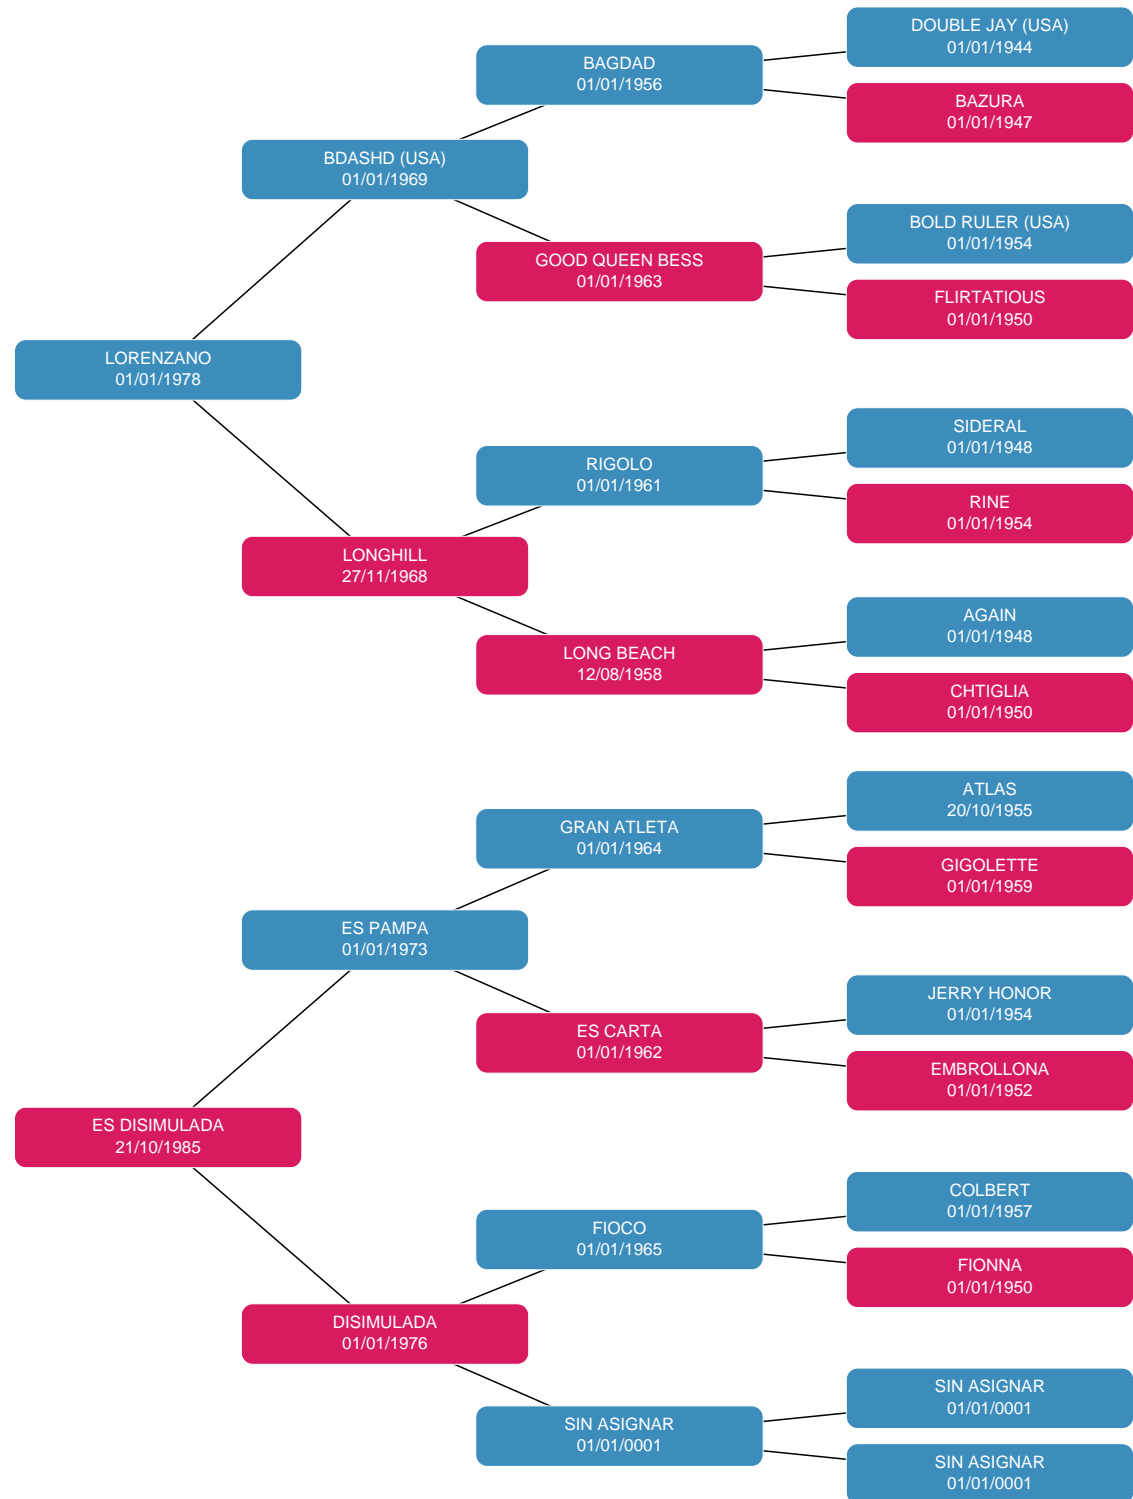 DOUBLE JAY (USA)
01/01/1944
BAGDAD
01/01/1956
BAZURA
01/01/1947
BDASHD (USA)
01/01/1969
BOLD RULER (USA)
01/01/1954
GOOD QUEEN BESS
01/01/1963
FLIRTATIOUS
01/01/1950
LORENZANO
01/01/1978
SIDERAL
01/01/1948
RIGOLO
01/01/1961
RINE
01/01/1954
LONGHILL
27/11/1968
AGAIN
01/01/1948
LONG BEACH
12/08/1958
CHTIGLIA
01/01/1950
ATLAS
20/10/1955
GRAN ATLETA
01/01/1964
GIGOLETTE
01/01/1959
ES PAMPA
01/01/1973
JERRY HONOR
01/01/1954
ES CARTA
01/01/1962
EMBROLLONA
01/01/1952
ES DISIMULADA
21/10/1985
COLBERT
01/01/1957
FIOCO
01/01/1965
FIONNA
01/01/1950
DISIMULADA
01/01/1976
SIN ASIGNAR
01/01/0001
SIN ASIGNAR
01/01/0001
SIN ASIGNAR
01/01/0001